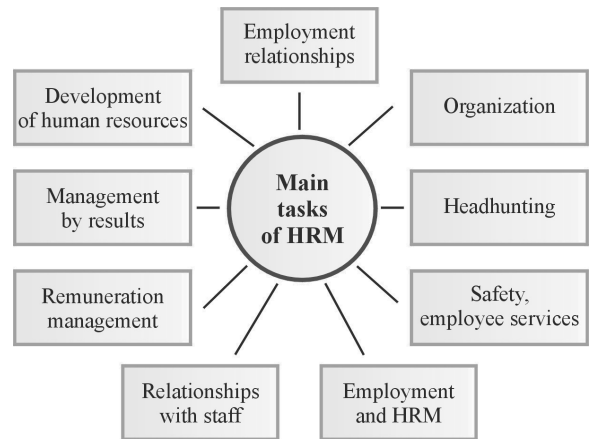 Employment
relationships
Development
of human resources
Organization
Management
by results
Main
tasks
of HRM
Headhunting
Remuneration
management
Safety,
employee services
Relationships
with staff
Employment
and HRM